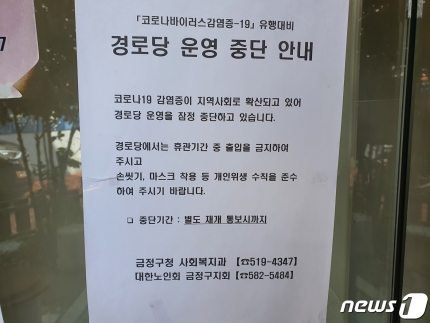 「코로나바이러스감염증-19」 유행대비
경로당 운영 중단 안내
코로나19 감염증이 지역사회로 확산되고 있어
경로당 운영을 잠정 중단하고 있습니다.
경로당에서는 휴관기간 중 출입을 금지하여
주시고
손씻기, 마스크 착용 등 개인위생 수칙을 준수
하여 주시기 바랍니다.
□ 중단기간 : 별도 재개 통보시까지
금정구청 사회복지과 【☎519-4347】
대한노인회 금정구지회 【☎582-5484】
news1